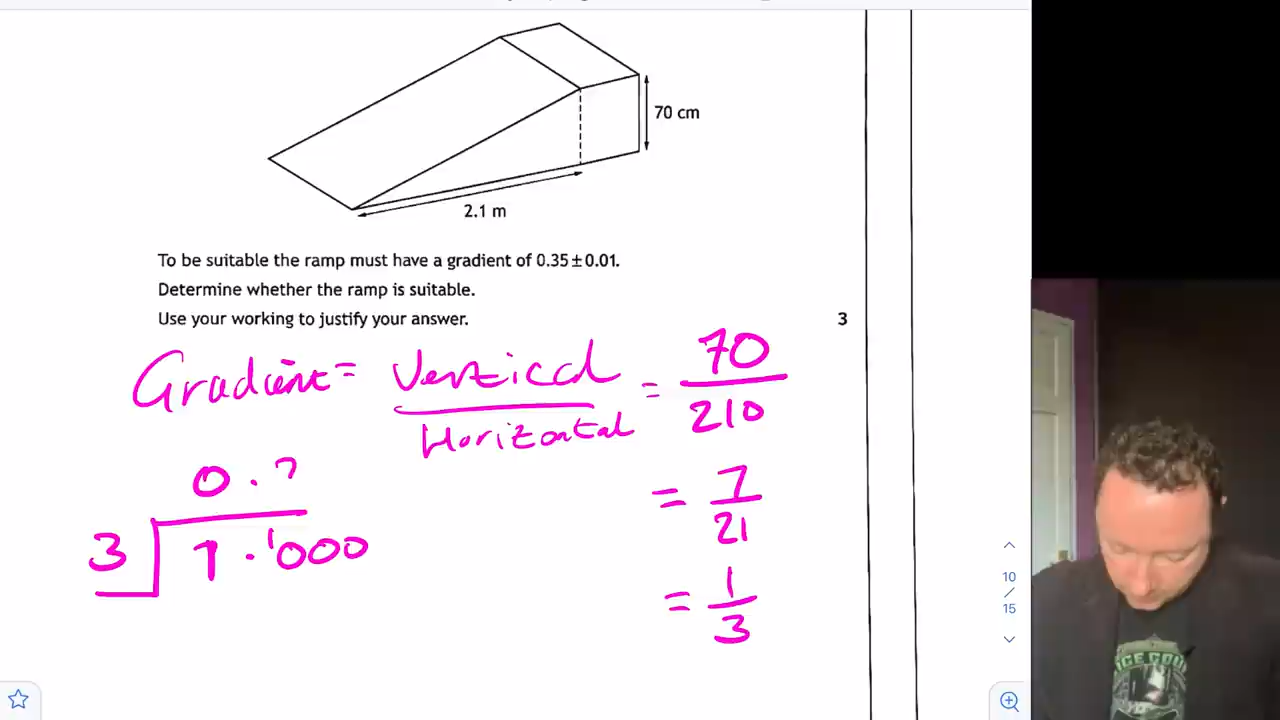 70 cm
2.1 m
To be suitable the ramp must have a gradient of 0.35 ± 0.01.
Determine whether the ramp is suitable.
Use your working to justify your answer.
3
Gradient = Vertical / Horizontal = 70 / 210
= 7 / 21
= 1 / 3
0.
3 1.1000
10
/
15